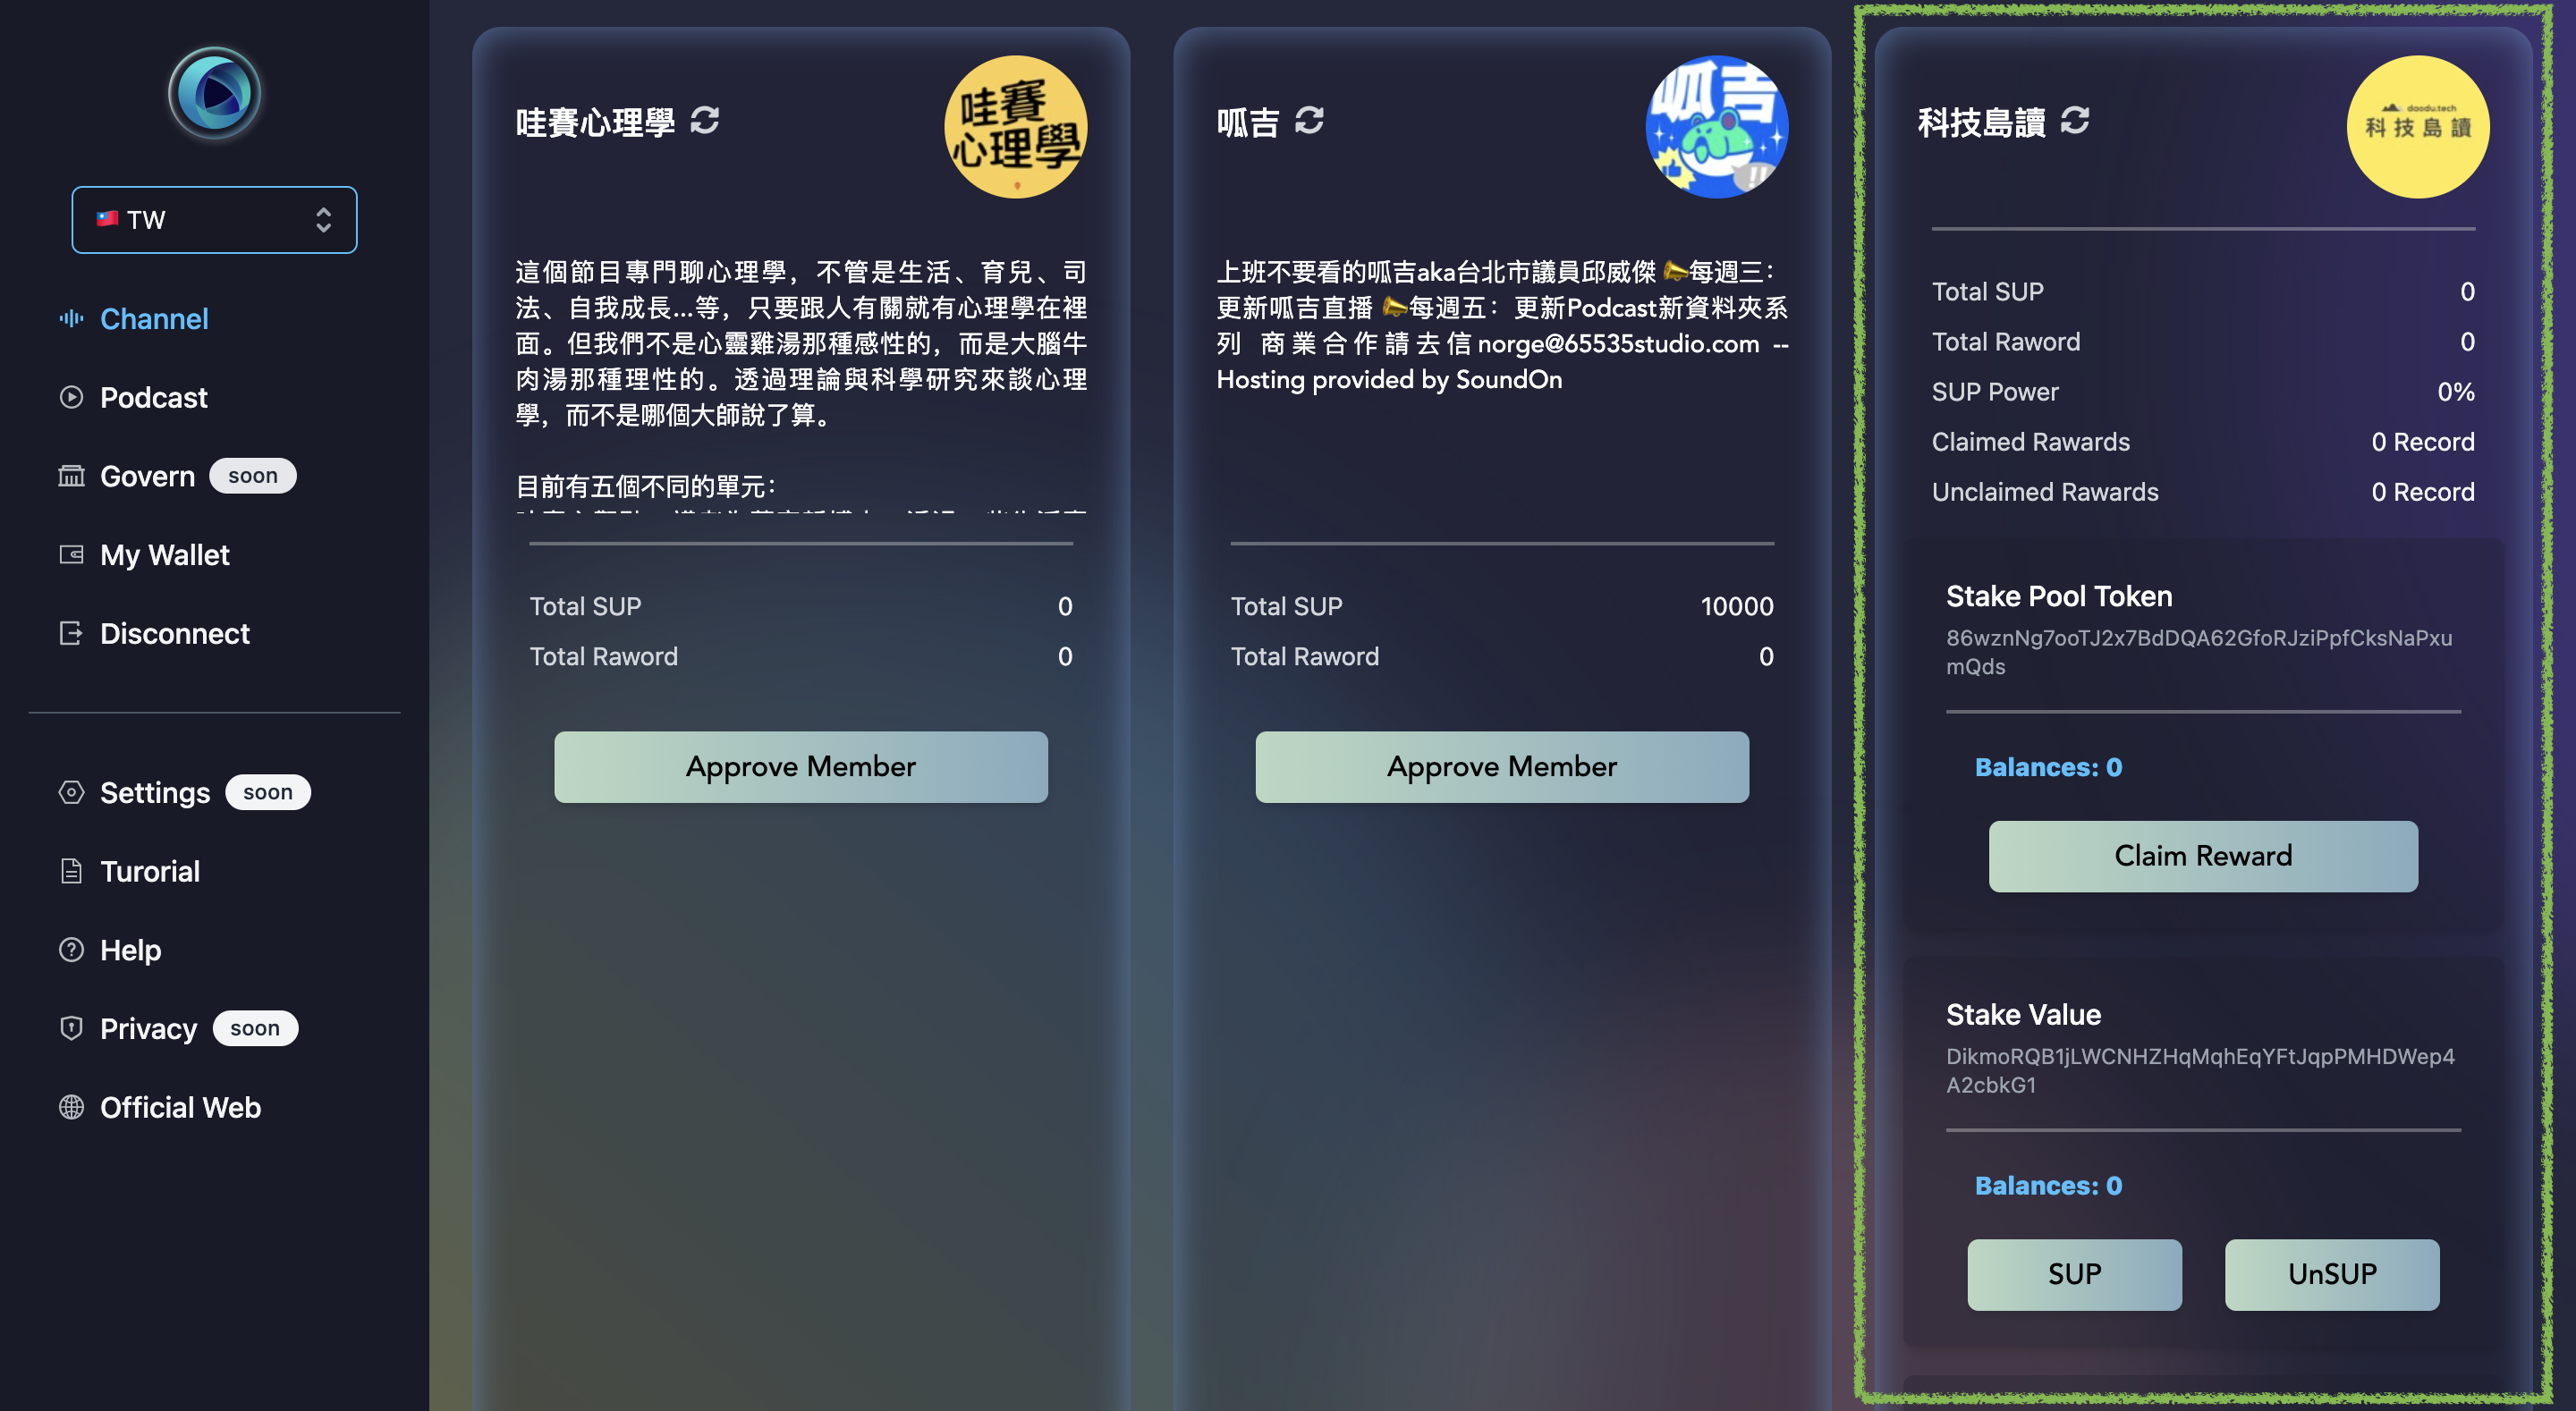 TW
Channel
Podcast
Govern soon
My Wallet
Disconnect
Settings soon
Turorial
Help
Privacy soon
Official Web
哇賽心理學
哇賽
心理學
這個節目專門聊心理學，不管是生活、育兒、司
法、自我成長...等，只要跟人有關就有心理學在裡
面。但我們不是心靈雞湯那種感性的，而是大腦牛
肉湯那種理性的。透過理論與科學研究來談心理
學，而不是哪個大師說了算。
目前有五個不同的單元：
Total SUP 0
Total Raword 0
Approve Member
呱吉
呱吉
上班不要看的呱吉aka台北市議員邱威傑 📣每週三：
更新呱吉直播 📣每週五：更新Podcast新資料夾系
列 商業合作請去信norge@65535studio.com --
Hosting provided by SoundOn
Total SUP 10000
Total Raword 0
Approve Member
科技島讀
daodu.tech
科技島讀
Total SUP 0
Total Raword 0
SUP Power 0%
Claimed Rawards 0 Record
Unclaimed Rawards 0 Record
Stake Pool Token
86wznNg7ooTJ2x7BdDQA62GfoRJziPpfCksNaPxu
mQds
Balances: 0
Claim Reward
Stake Value
DikmoRQB1jLWCNHZHqMqhEqYFtJqpPMHDWep4
A2cbkG1
Balances: 0
SUP UnSUP